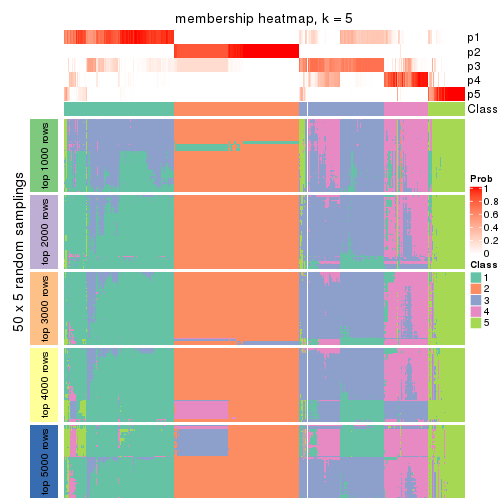 membership heatmap, k = 5
p1
p2
p3
p4
p5
Class
50 x 5 random samplings
top 1000 rows
top 2000 rows
top 3000 rows
top 4000 rows
top 5000 rows
Prob
1
0.8
0.6
0.4
0.2
0
Class
1
2
3
4
5